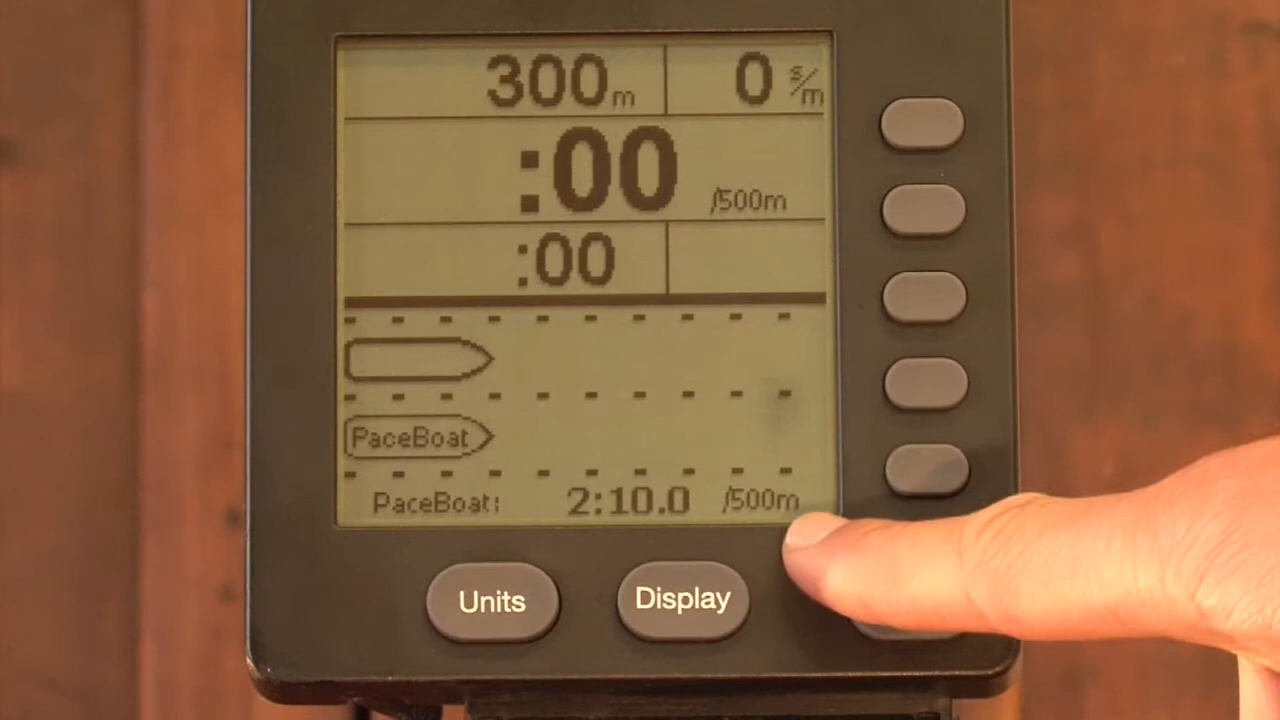 300m 0 s/m
:00 /500m
:00
PaceBoat
PaceBoat: 2:10.0 /500m
Units Display